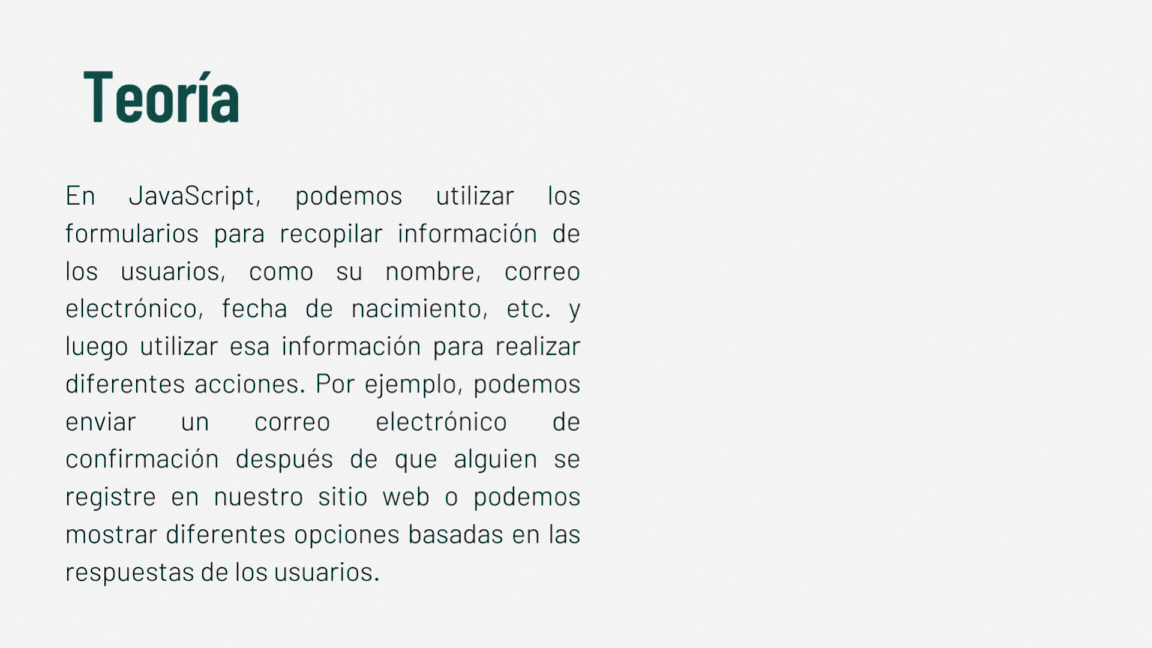 Teoría
En JavaScript, podemos utilizar los
formularios para recopilar información de
los usuarios, como su nombre, correo
electrónico, fecha de nacimiento, etc. y
luego utilizar esa información para realizar
diferentes acciones. Por ejemplo, podemos
enviar un correo electrónico de
confirmación después de que alguien se
registre en nuestro sitio web o podemos
mostrar diferentes opciones basadas en las
respuestas de los usuarios.